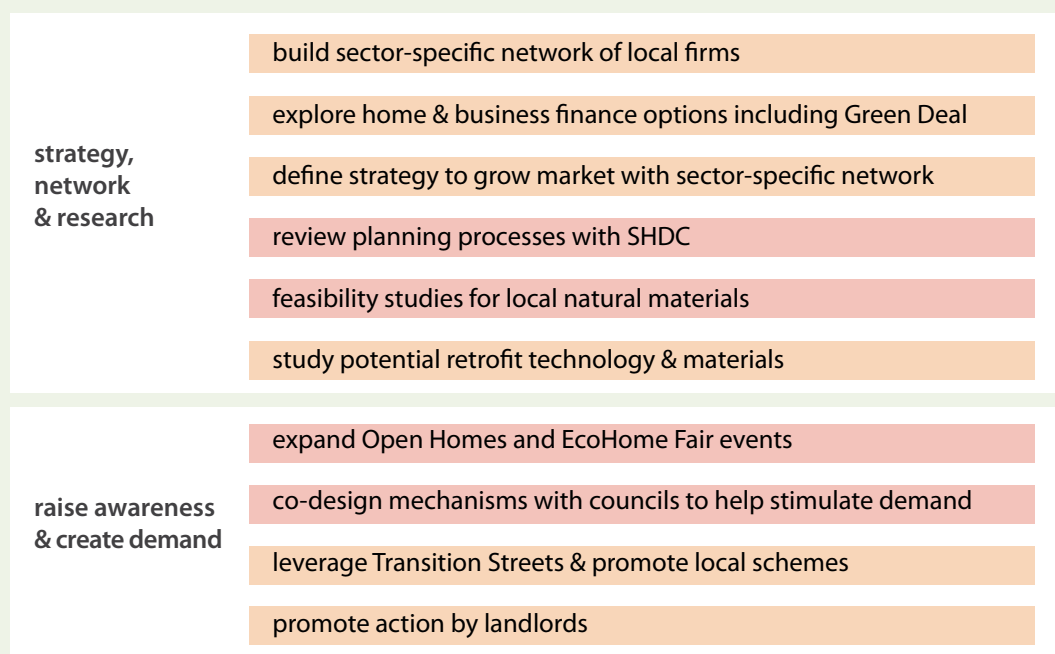 strategy,
network
& research
build sector-specific network of local firms
explore home & business finance options including Green Deal
define strategy to grow market with sector-specific network
review planning processes with SHDC
feasibility studies for local natural materials
study potential retrofit technology & materials
raise awareness
& create demand
expand Open Homes and EcoHome Fair events
co-design mechanisms with councils to help stimulate demand
leverage Transition Streets & promote local schemes
promote action by landlords